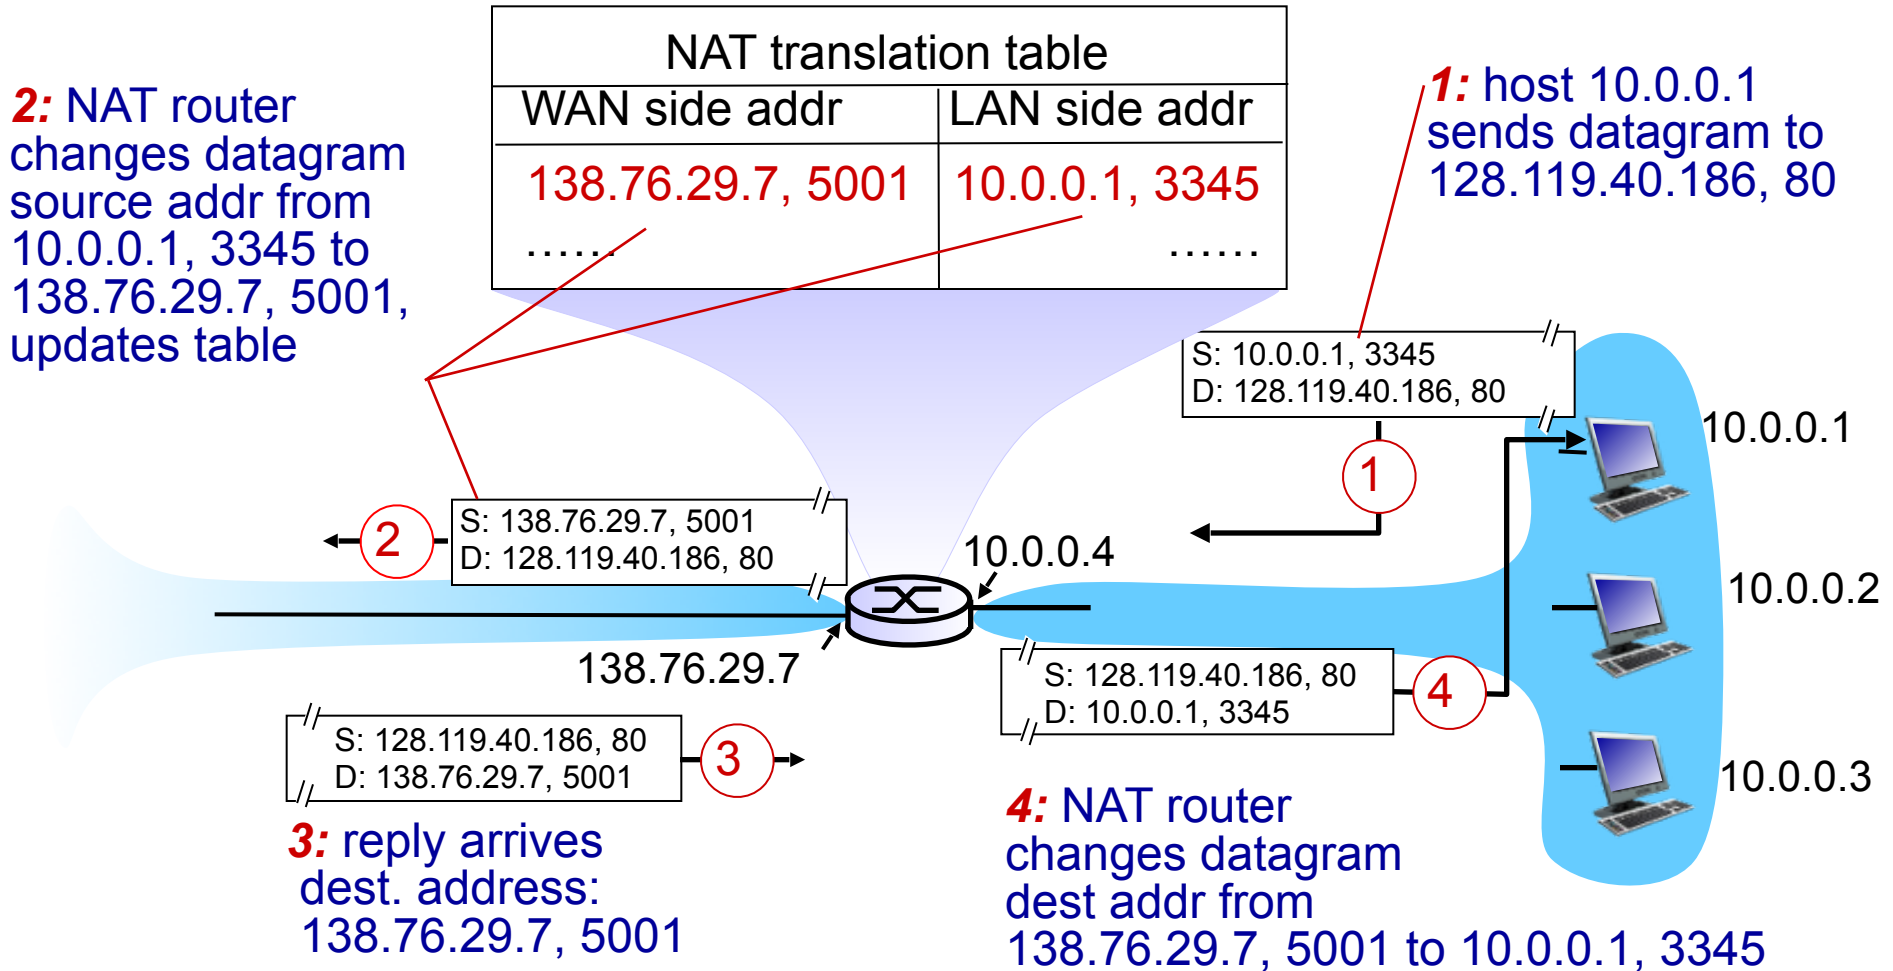 NAT translation table
WAN side addr LAN side addr
138.76.29.7, 5001 10.0.0.1, 3345
...... ......
2: NAT router
changes datagram
source addr from
10.0.0.1, 3345 to
138.76.29.7, 5001,
updates table
1: host 10.0.0.1
sends datagram to
128.119.40.186, 80
S: 10.0.0.1, 3345
D: 128.119.40.186, 80
1
10.0.0.1
S: 138.76.29.7, 5001
D: 128.119.40.186, 80
2
10.0.0.4
10.0.0.2
138.76.29.7
S: 128.119.40.186, 80
D: 10.0.0.1, 3345
4
S: 128.119.40.186, 80
D: 138.76.29.7, 5001
3
10.0.0.3
3: reply arrives
dest. address:
138.76.29.7, 5001
4: NAT router
changes datagram
dest addr from
138.76.29.7, 5001 to 10.0.0.1, 3345